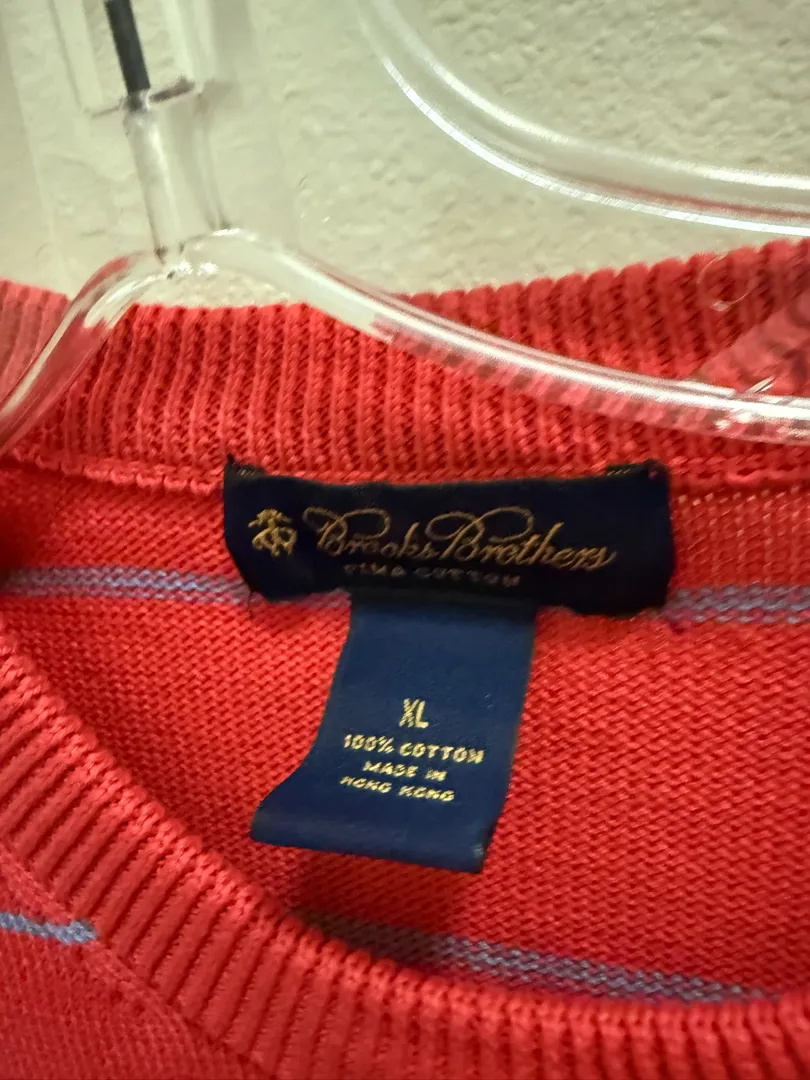 Brooks Brothers
PIMA COTTON
XL
100% COTTON
MADE IN
HONG KONG